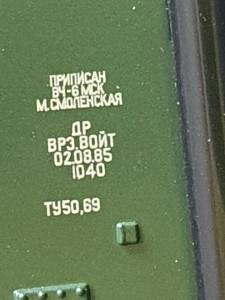 ПРИПИСАН
ВЧ-6 МСК
М.СМОЛЕНСКАЯ
ДР
ВРЗ.ВОЙТ
02.08.85
1040
ТУ50,69